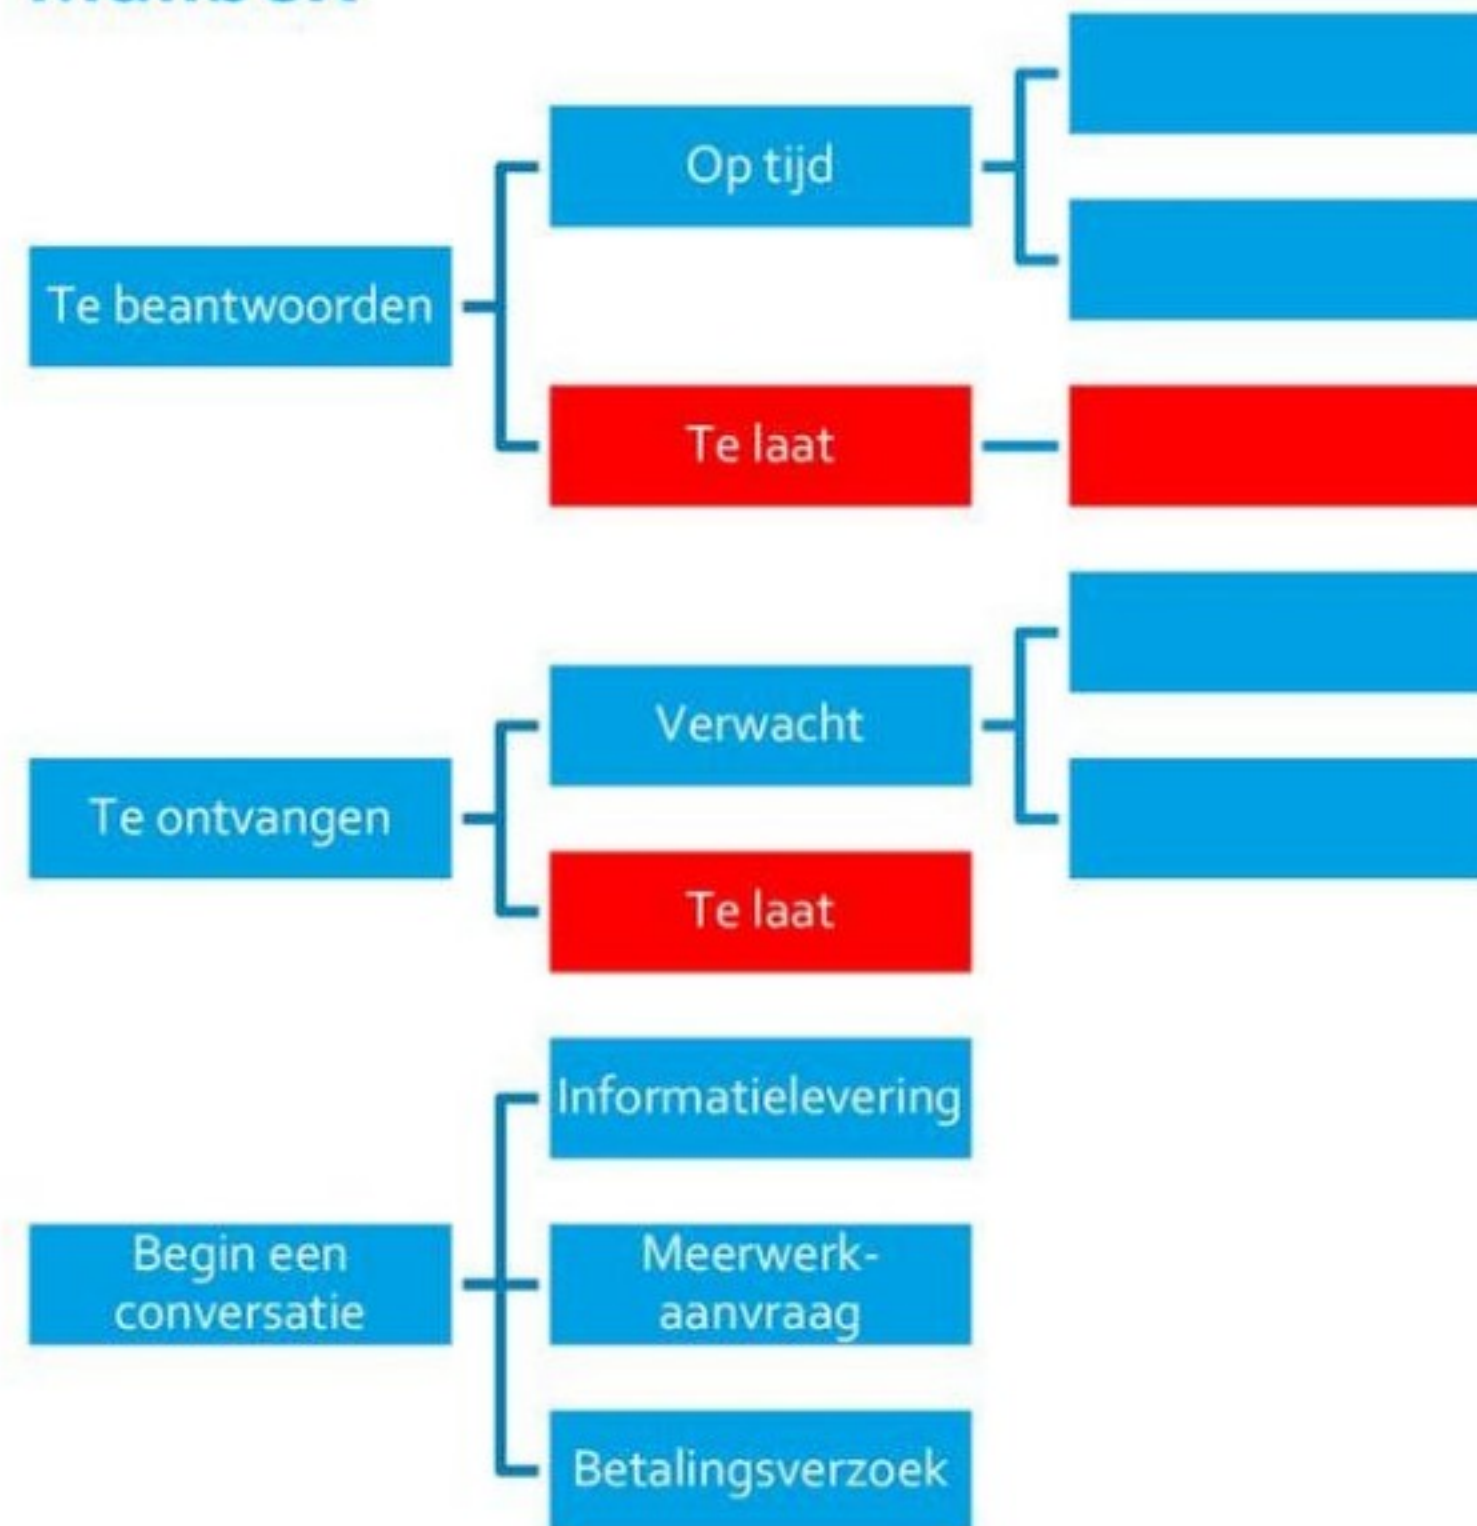 Op tijd
Te beantwoorden
Te laat
Verwacht
Te ontvangen
Te laat
Informatielevering
Begin een
conversatie
Meerwerk-
aanvraag
Betalingsverzoek